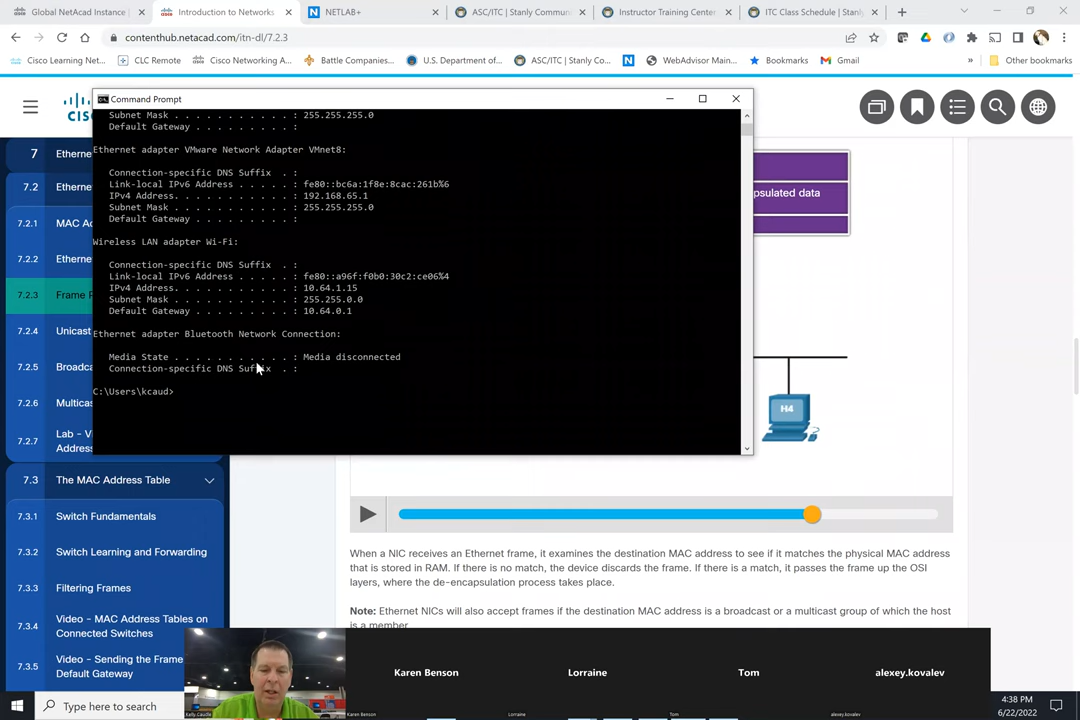 Global NetAcad Instance |
Introduction to Networks
NETLAB+
ASC/ITC | Stanly Commun
Instructor Training Center
ITC Class Schedule | Stanly
contenthub.netacad.com/itn-dl/7.2.3
Cisco Learning Net...
CLC Remote
Cisco Networking A...
Battle Companies...
U.S. Department of...
ASC/ITC | Stanly Co...
WebAdvisor Main...
Bookmarks
Gmail
»
Other bookmarks
Command Prompt
Subnet Mask . . . . . . . . . . . : 255.255.255.0
Default Gateway . . . . . . . . . :
Ethernet adapter VMware Network Adapter VMnet8:
Connection-specific DNS Suffix . :
Link-local IPv6 Address . . . . . : fe80::bc6a:1f8e:8cac:261b%6
IPv4 Address. . . . . . . . . . . : 192.168.65.1
Subnet Mask . . . . . . . . . . . : 255.255.255.0
Default Gateway . . . . . . . . . :
Wireless LAN adapter Wi-Fi:
Connection-specific DNS Suffix . :
Link-local IPv6 Address . . . . . : fe80::a96f:f0b0:30c2:ce06%4
IPv4 Address. . . . . . . . . . . : 10.64.1.15
Subnet Mask . . . . . . . . . . . : 255.255.0.0
Default Gateway . . . . . . . . . : 10.64.0.1
Ethernet adapter Bluetooth Network Connection:
Media State . . . . . . . . . . . : Media disconnected
Connection-specific DNS Suffix . :
C:\Users\kcaud>
7 Etherne
7.2 Etherne
7.2.1 MAC Ad
7.2.2 Etherne
7.2.3 Frame P
7.2.4 Unicast
7.2.5 Broadca
7.2.6 Multicas
7.2.7 Lab - Vi
Address
7.3 The MAC Address Table
7.3.1 Switch Fundamentals
7.3.2 Switch Learning and Forwarding
7.3.3 Filtering Frames
7.3.4 Video - MAC Address Tables on
Connected Switches
7.3.5 Video - Sending the Frame
Default Gateway
psulated data
H4
When a NIC receives an Ethernet frame, it examines the destination MAC address to see if it matches the physical MAC address
that is stored in RAM. If there is no match, the device discards the frame. If there is a match, it passes the frame up the OSI
layers, where the de-encapsulation process takes place.
Note: Ethernet NICs will also accept frames if the destination MAC address is a broadcast or a multicast group of which the host
is a member.
Karen Benson
Lorraine
Tom
alexey.kovalev
Kelly Caudle
Karen Benson
Lorraine
Tom
alexey.kovalev
Type here to search
4:38 PM
6/22/2022